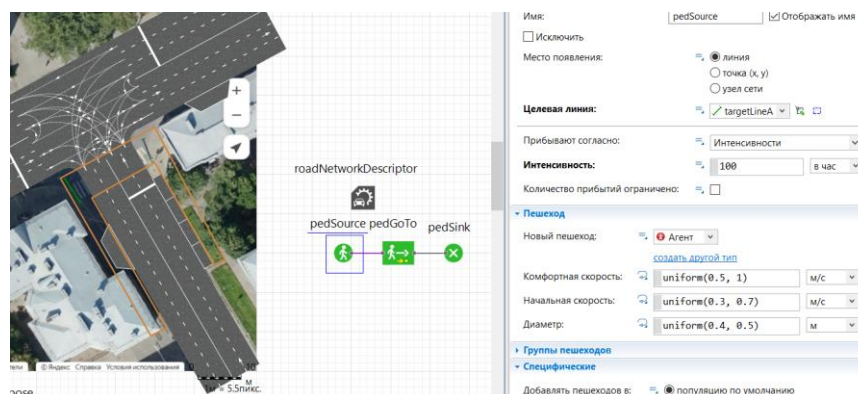 Имя:
pedSource
Отображать имя
Исключить
Место появления:
линия
точка (x, y)
узел сети
Целевая линия:
targetLineA
Прибывают согласно:
Интенсивности
Интенсивность:
100
в час
Количество прибытий ограничено:
Пешеход
Новый пешеход:
Агент
создать другой тип
Комфортная скорость:
uniform(0.5, 1)
м/с
Начальная скорость:
uniform(0.3, 0.7)
м/с
Диаметр:
uniform(0.4, 0.5)
м
Группы пешеходов
Специфические
Добавлять пешеходов в:
популяцию по умолчанию
roadNetworkDescriptor
pedSource pedGoTo pedSink
© Яндекс Справка Условия использования
0 10
м
= 5.5пикс.